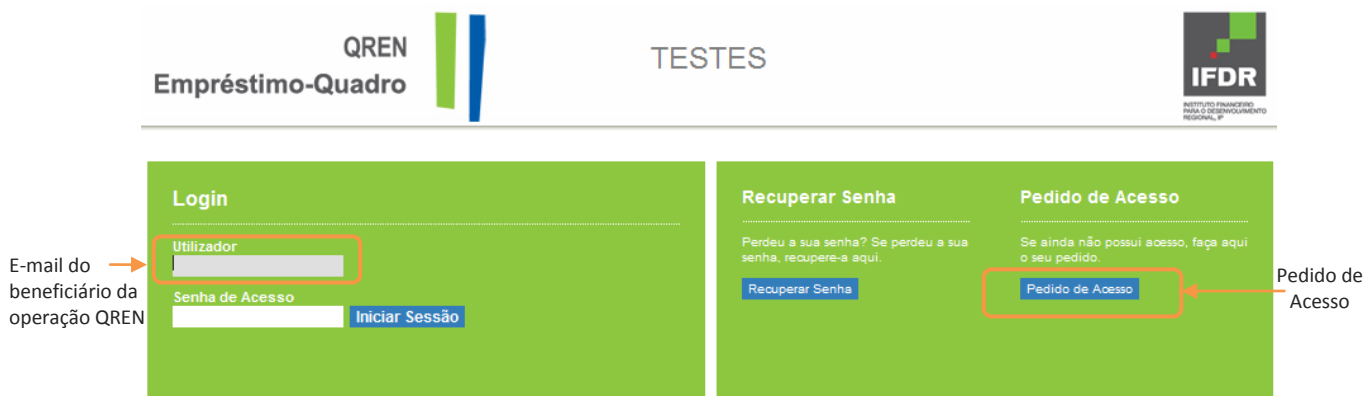 QREN
Empréstimo-Quadro
TESTES
IFDR
INSTITUTO FINANCEIRO
PARA O DESENVOLVIMENTO
REGIONAL, IP
Login
Utilizador
Senha de Acesso
Iniciar Sessão
E-mail do
beneficiário da
operação QREN
Recuperar Senha
Perdeu a sua senha? Se perdeu a sua
senha, recupere-a aqui.
Recuperar Senha
Pedido de Acesso
Se ainda não possui acesso, faça aqui
o seu pedido.
Pedido de Acesso
Pedido de
Acesso